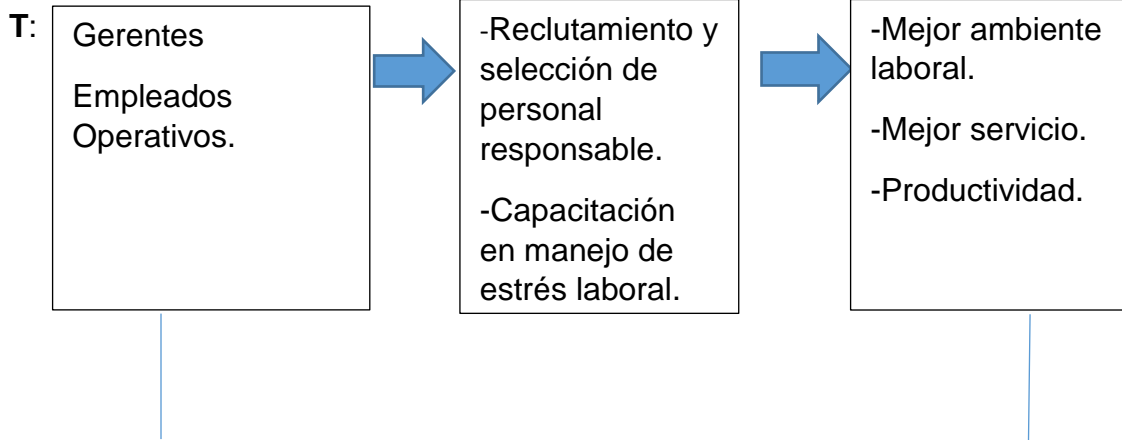 T:
Gerentes
Empleados
Operativos.
-Reclutamiento y
selección de
personal
responsable.
-Capacitación
en manejo de
estrés laboral.
-Mejor ambiente
laboral.
-Mejor servicio.
-Productividad.